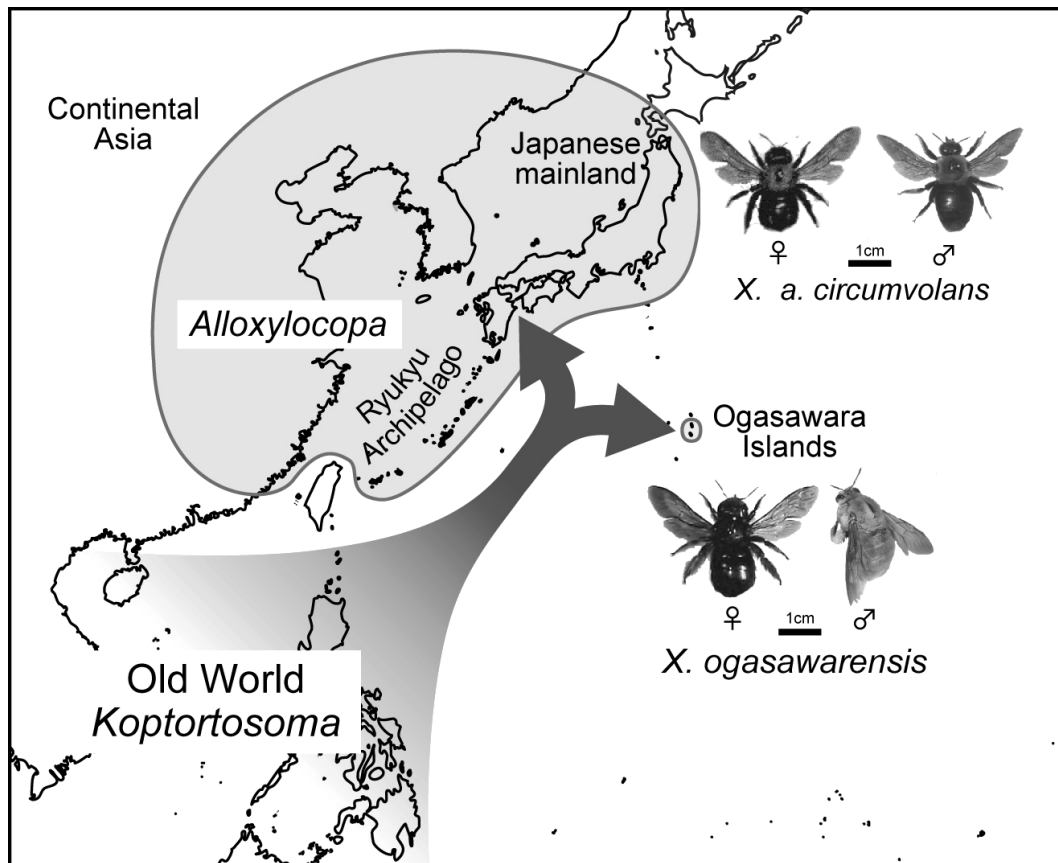 Continental
Asia
Japanese
mainland
♀
1cm
♂
X. a. circumvolans
Alloxylocopa
Ryukyu
Archipelago
Ogasawara
Islands
♀
1cm
♂
X. ogasawarensis
Old World
Koptortosoma